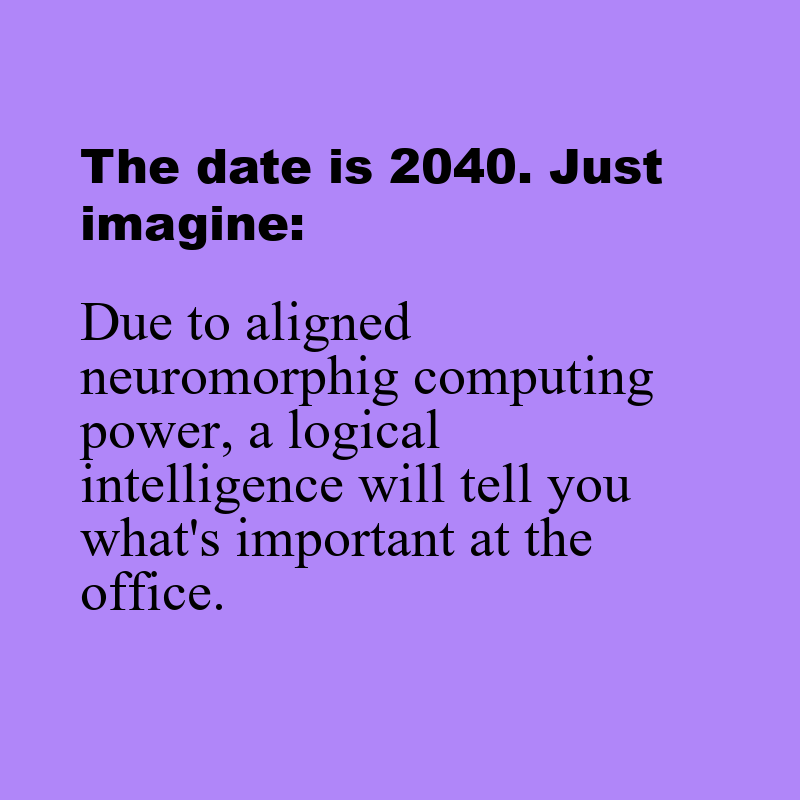 The date is 2040. Just
imagine:
Due to aligned
neuromorphig computing
power, a logical
intelligence will tell you
what's important at the
office.